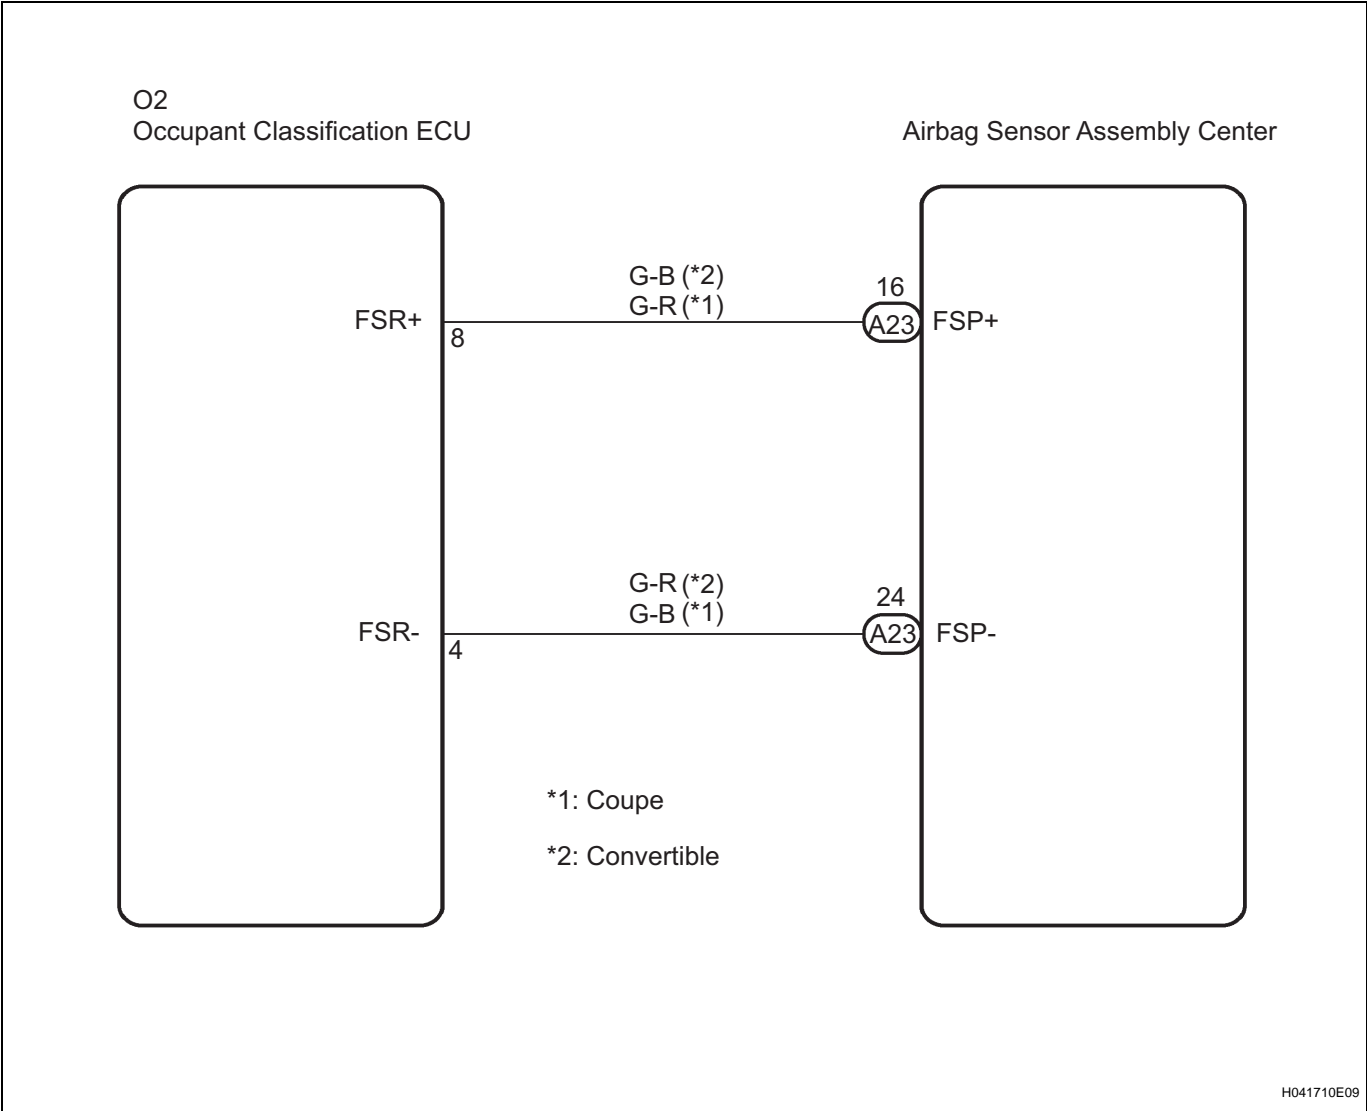 O2
Occupant Classification ECU
Airbag Sensor Assembly Center
G-B (*2)
G-R (*1)
16
FSR+
8
A23
FSP+
G-R (*2)
G-B (*1)
24
FSR-
4
A23
FSP-
*1: Coupe
*2: Convertible
H041710E09